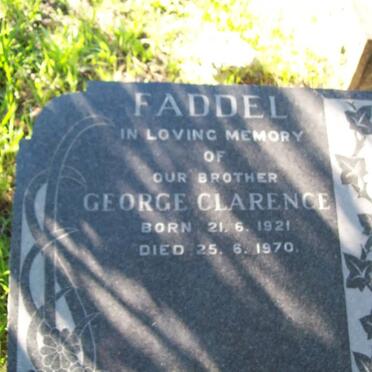 FADDEL
IN LOVING MEMORY
OF
OUR BROTHER
GEORGE CLARENCE
BORN 21. 6. 1921
DIED 25. 6. 1970.